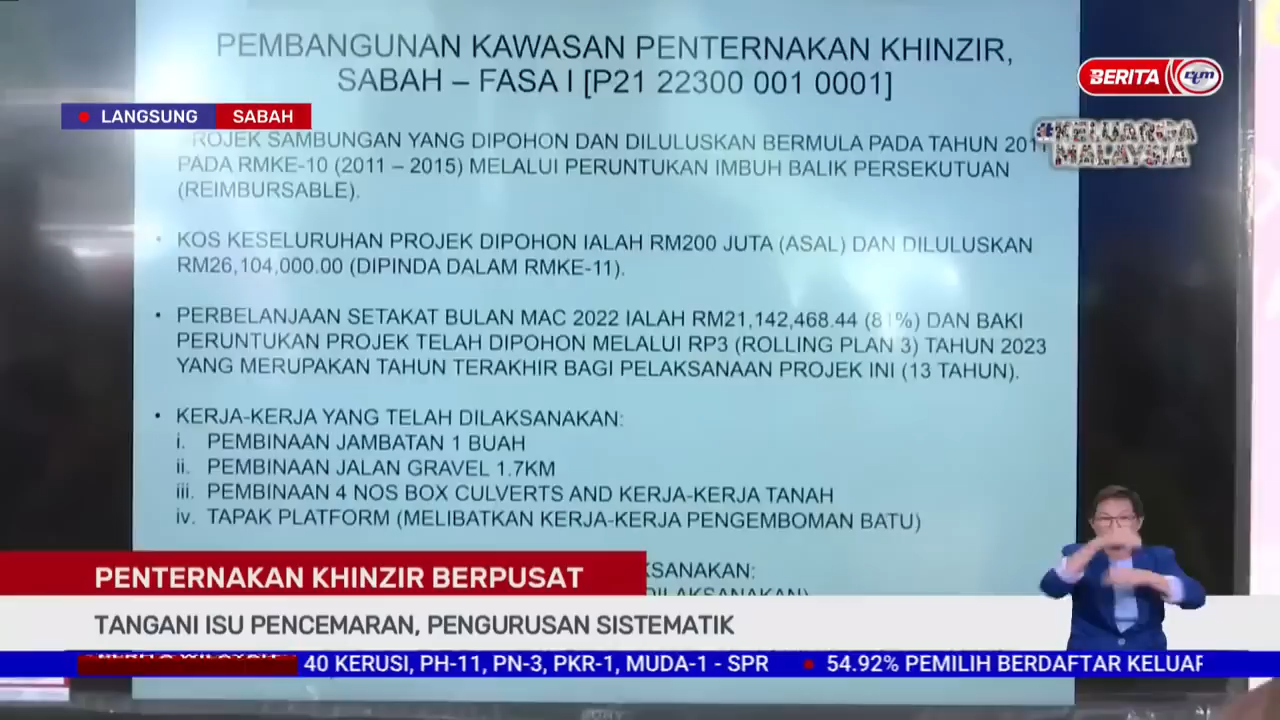 PEMBANGUNAN KAWASAN PENTERNAKAN KHINZIR,
SABAH – FASA I [P21 22300 001 0001]
BERITA rtm
LANGSUNG SABAH
#KELUARGA
MALAYSIA
ROJEK SAMBUNGAN YANG DIPOHON DAN DILULUSKAN BERMULA PADA TAHUN 201
PADA RMKE-10 (2011 – 2015) MELALUI PERUNTUKAN IMBUH BALIK PERSEKUTUAN
(REIMBURSABLE).
• KOS KESELURUHAN PROJEK DIPOHON IALAH RM200 JUTA (ASAL) DAN DILULUSKAN
RM26,104,000.00 (DIPINDA DALAM RMKE-11).
• PERBELANJAAN SETAKAT BULAN MAC 2022 IALAH RM21,142,468.44 (81%) DAN BAKI
PERUNTUKAN PROJEK TELAH DIPOHON MELALUI RP3 (ROLLING PLAN 3) TAHUN 2023
YANG MERUPAKAN TAHUN TERAKHIR BAGI PELAKSANAAN PROJEK INI (13 TAHUN).
• KERJA-KERJA YANG TELAH DILAKSANAKAN:
i. PEMBINAAN JAMBATAN 1 BUAH
ii. PEMBINAAN JALAN GRAVEL 1.7KM
iii. PEMBINAAN 4 NOS BOX CULVERTS AND KERJA-KERJA TANAH
iv. TAPAK PLATFORM (MELIBATKAN KERJA-KERJA PENGEMBOMAN BATU)
KSANAKAN:
PENTERNAKAN KHINZIR BERPUSAT
TANGANI ISU PENCEMARAN, PENGURUSAN SISTEMATIK
40 KERUSI, PH-11, PN-3, PKR-1, MUDA-1 - SPR • 54.92% PEMILIH BERDAFTAR KELUAR